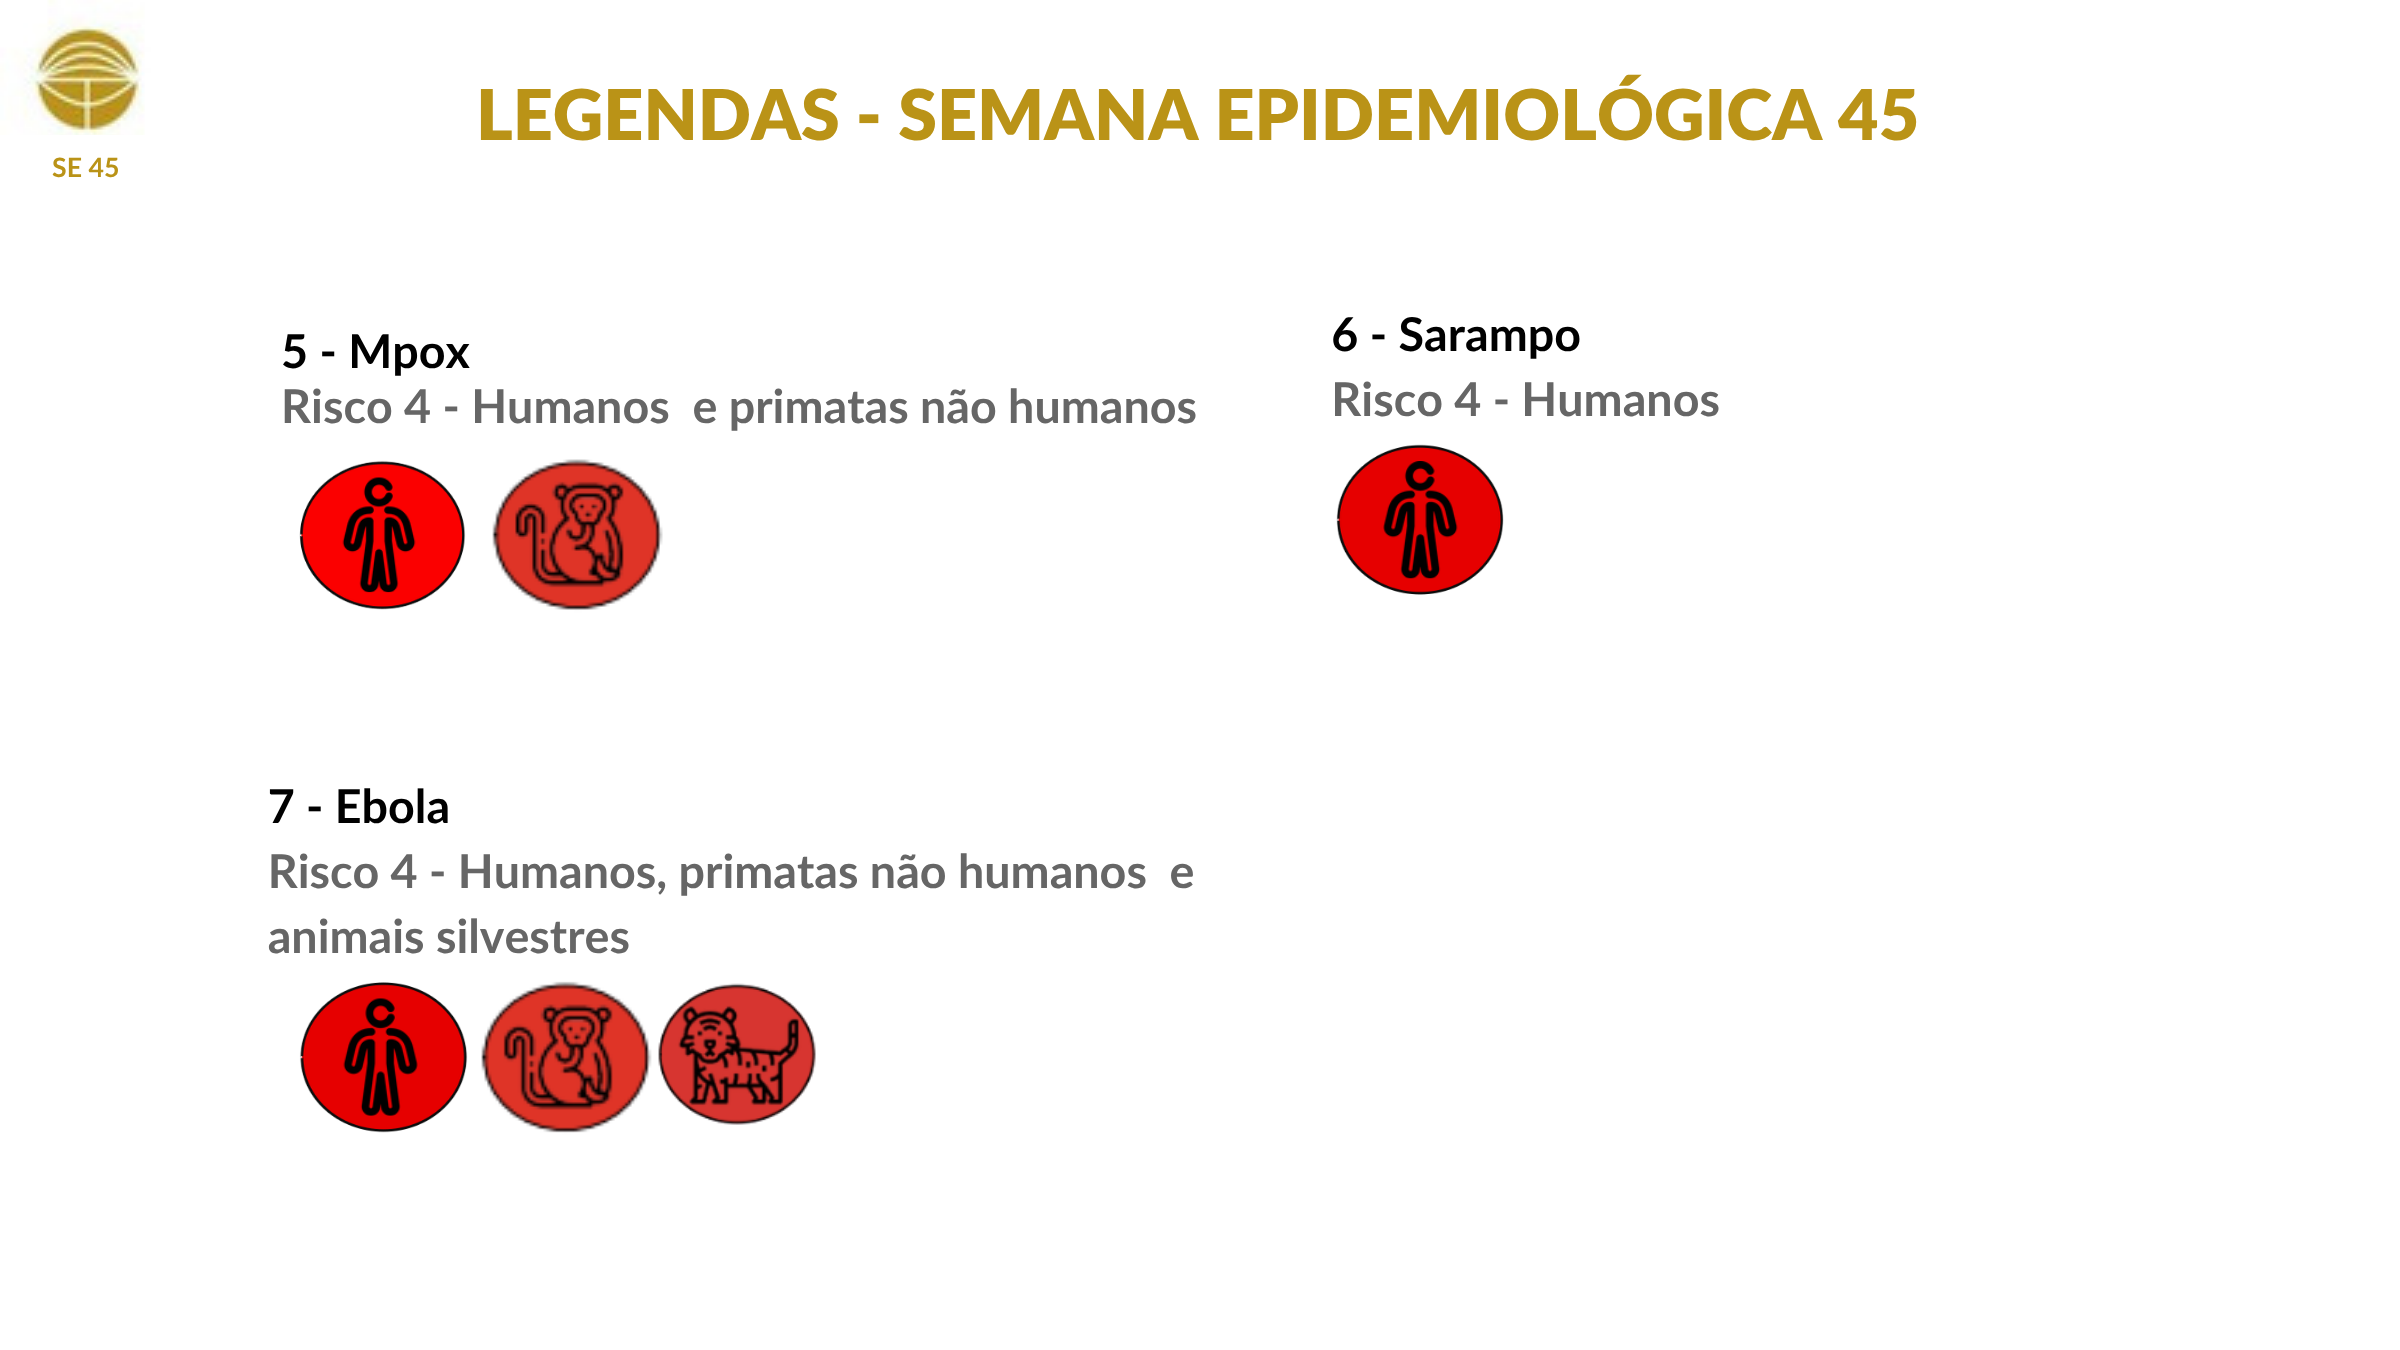 SE 45
LEGENDAS - SEMANA EPIDEMIOLÓGICA 45
5 - Mpox
Risco 4 - Humanos  e primatas não humanos
6 - Sarampo
Risco 4 - Humanos
7 - Ebola
Risco 4 - Humanos, primatas não humanos  e
animais silvestres